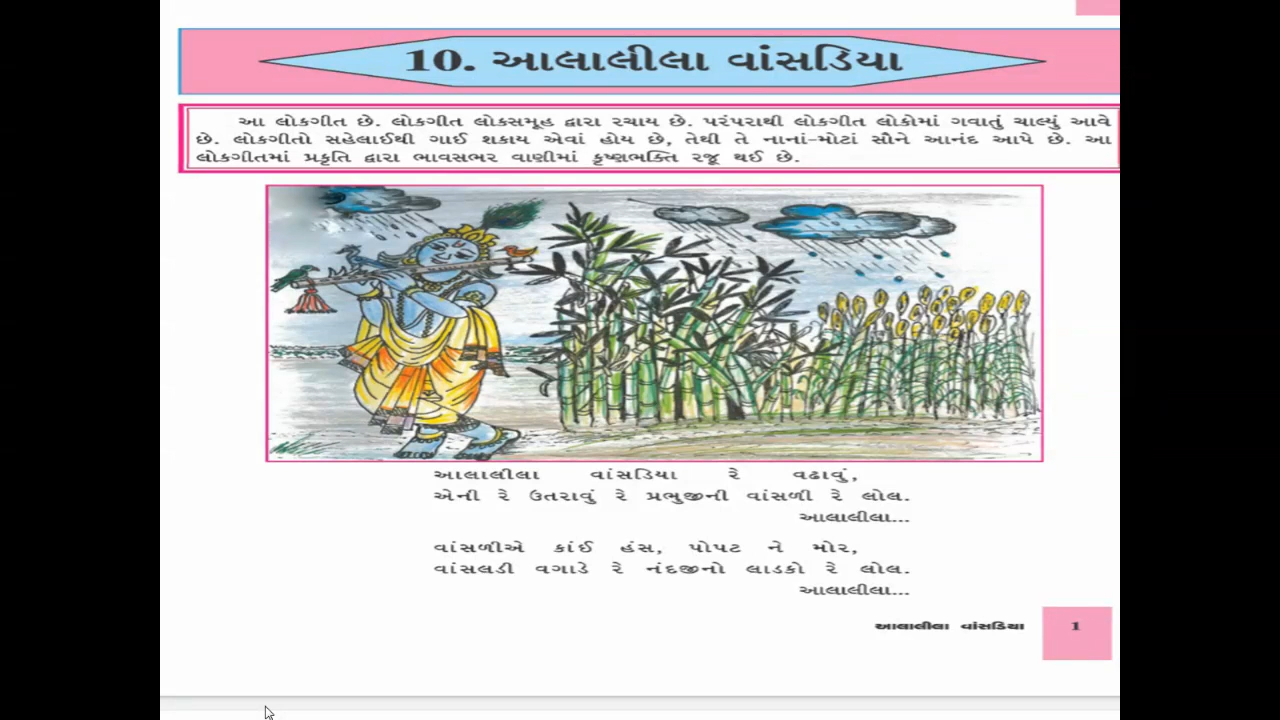 10. આલાલીલા વાંસડિયા
આ લોકગીત છે. લોકગીત લોકસમૂહ દ્વારા રચાય છે. પરંપરાથી લોકગીત લોકોમાં ગવાતું ચાલ્યું આવે
છે. લોકગીતો સહેલાઈથી ગાઈ શકાય એવાં હોય છે, તેથી તે નાનાં-મોટાં સૌને આનંદ આપે છે. આ
લોકગીતમાં પ્રકૃતિ દ્વારા ભાવસભર વાણીમાં કૃષ્ણભક્તિ રજૂ થઈ છે.
આલાલીલા વાંસડિયા રે વઢાવું,
એની રે ઉતરાવું રે પ્રભુજીની વાંસળી રે લોલ.
આલાલીલા...
વાંસળીએ કાંઈ હંસ, પોપટ ને મોર,
વાંસલડી વગાડે રે નંદજીનો લાડકો રે લોલ.
આલાલીલા...
આલાલીલા વાંસડિયા 1